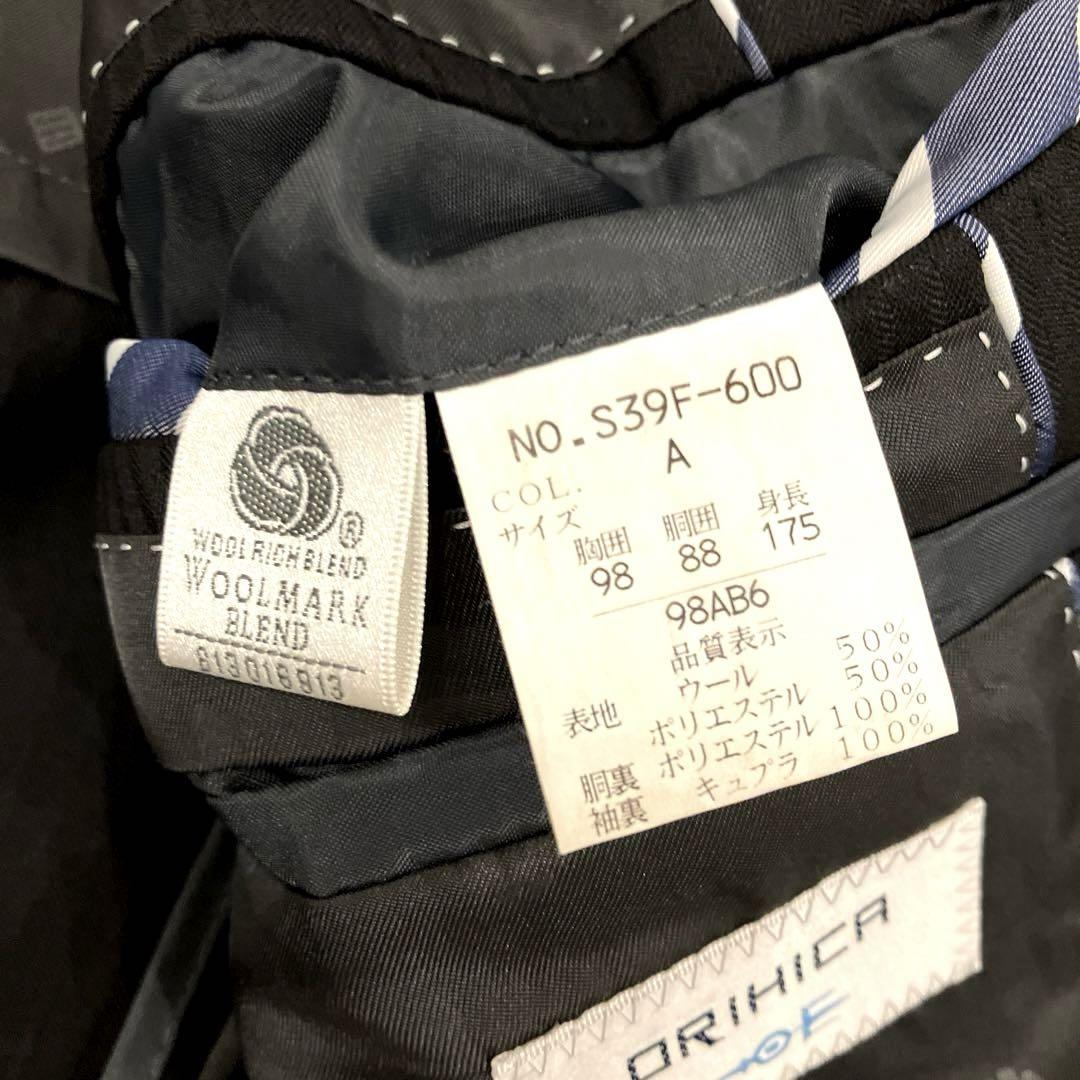 NO.S39F-600
COL. A
サイズ 胸囲 胴囲 身長
98 88 175
98AB6
品質表示
表地 ウール 50%
ポリエステル 50%
胴裏 ポリエステル 100%
袖裏 キュプラ 100%
®
WOOL RICH BLEND
WOOLMARK
BLEND
613018913
ORIHICA